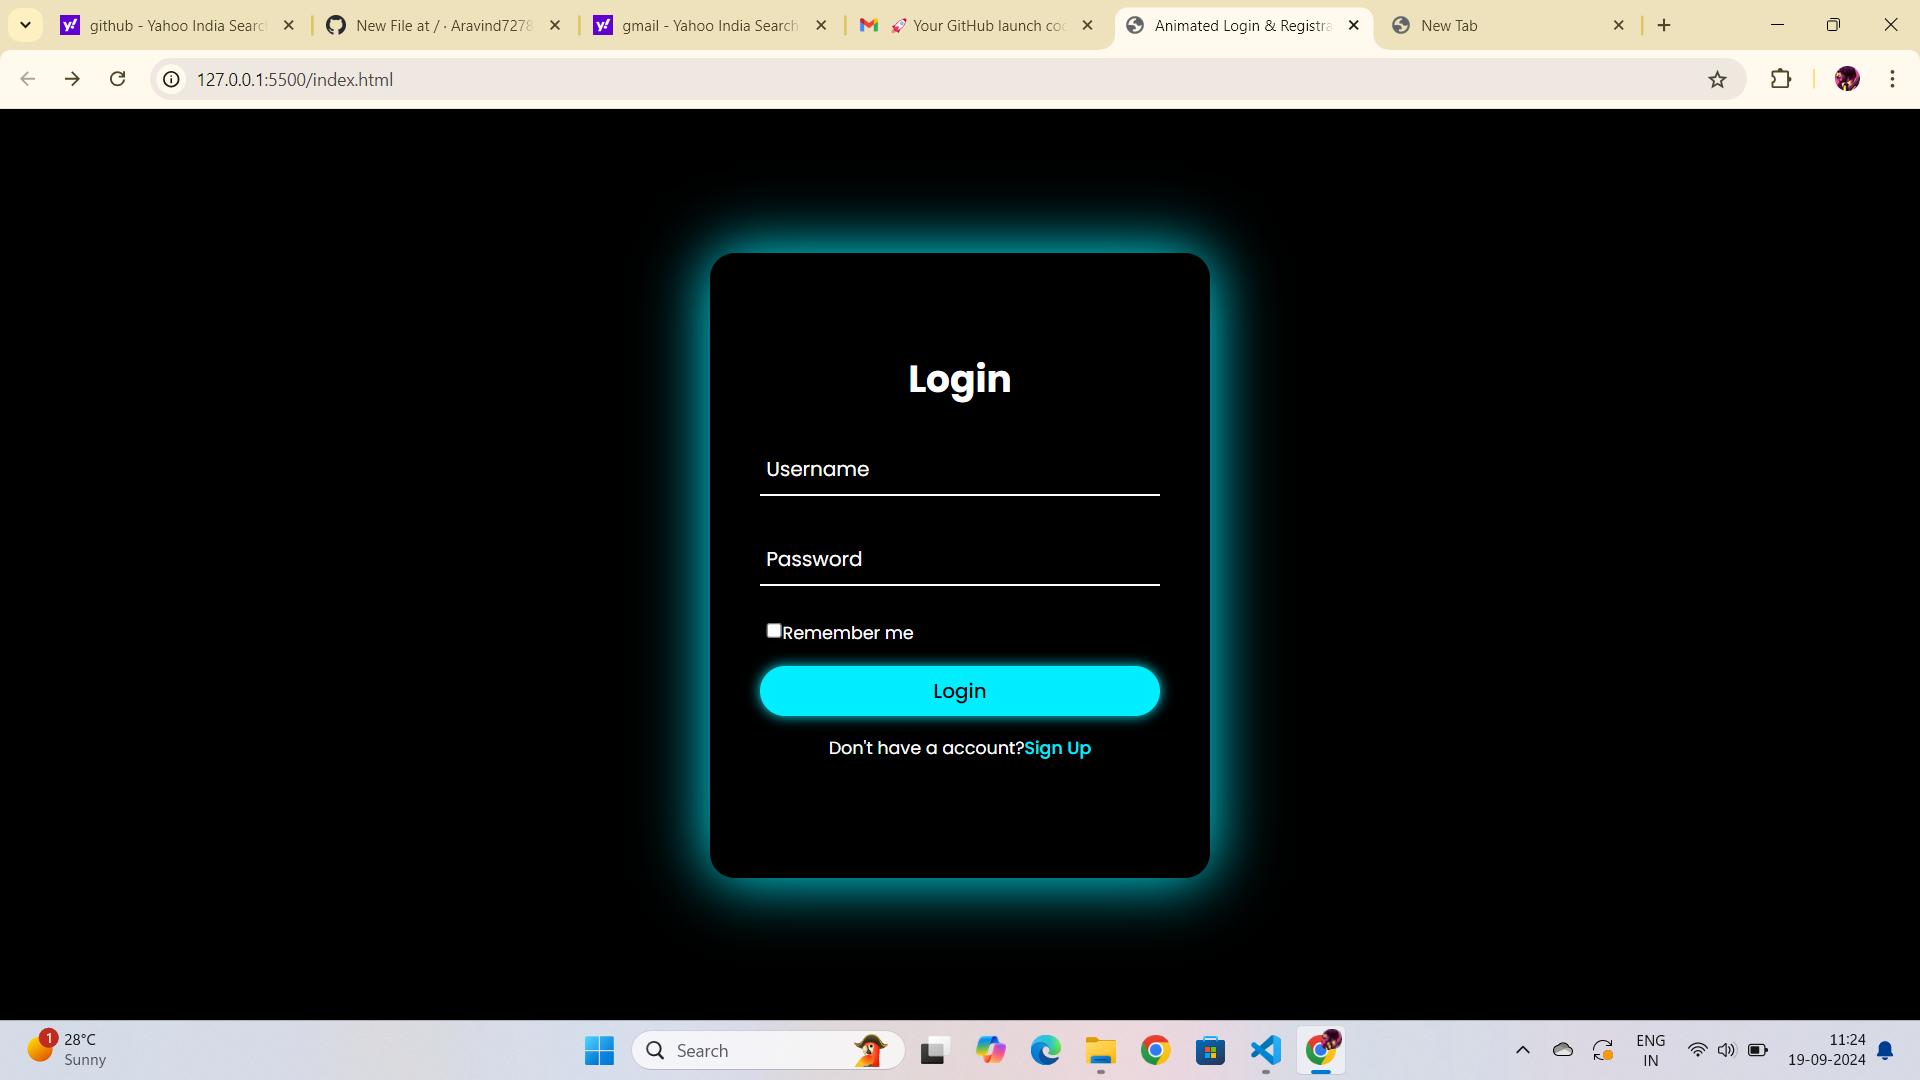 github - Yahoo India Searc
New File at / · Aravind7278
gmail - Yahoo India Search
🚀 Your GitHub launch coc
Animated Login & Registra
New Tab
127.0.0.1:5500/index.html
Login
Username
Password
Remember me
Login
Don't have a account?Sign Up
1
28°C
Sunny
Search
ENG
IN
11:24
19-09-2024